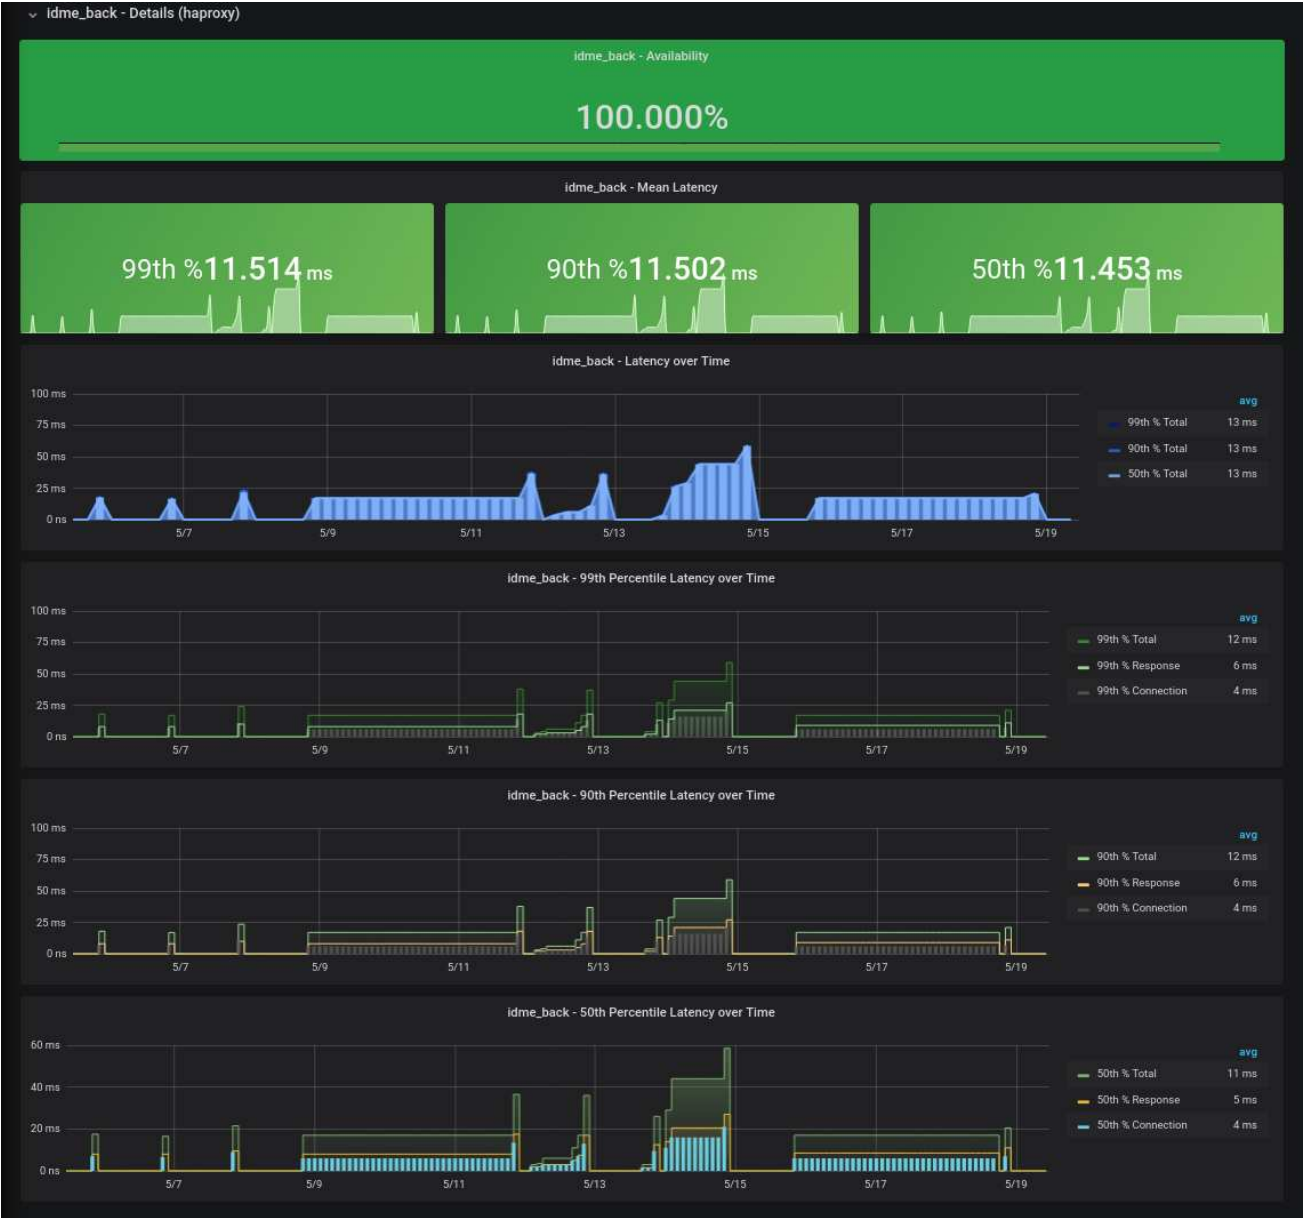 idme_back - Details (haproxy)
idme_back - Availability
100.000%
idme_back - Mean Latency
99th % 11.514 ms
90th % 11.502 ms
50th % 11.453 ms
idme_back - Latency over Time
100 ms
75 ms
50 ms
25 ms
0 ns
5/7 5/9 5/11 5/13 5/15 5/17 5/19
avg
99th % Total 13 ms
90th % Total 13 ms
50th % Total 13 ms
idme_back - 99th Percentile Latency over Time
100 ms
75 ms
50 ms
25 ms
0 ns
5/7 5/9 5/11 5/13 5/15 5/17 5/19
avg
99th % Total 12 ms
99th % Response 6 ms
99th % Connection 4 ms
idme_back - 90th Percentile Latency over Time
100 ms
75 ms
50 ms
25 ms
0 ns
5/7 5/9 5/11 5/13 5/15 5/17 5/19
avg
90th % Total 12 ms
90th % Response 6 ms
90th % Connection 4 ms
idme_back - 50th Percentile Latency over Time
60 ms
40 ms
20 ms
0 ns
5/7 5/9 5/11 5/13 5/15 5/17 5/19
avg
50th % Total 11 ms
50th % Response 5 ms
50th % Connection 4 ms